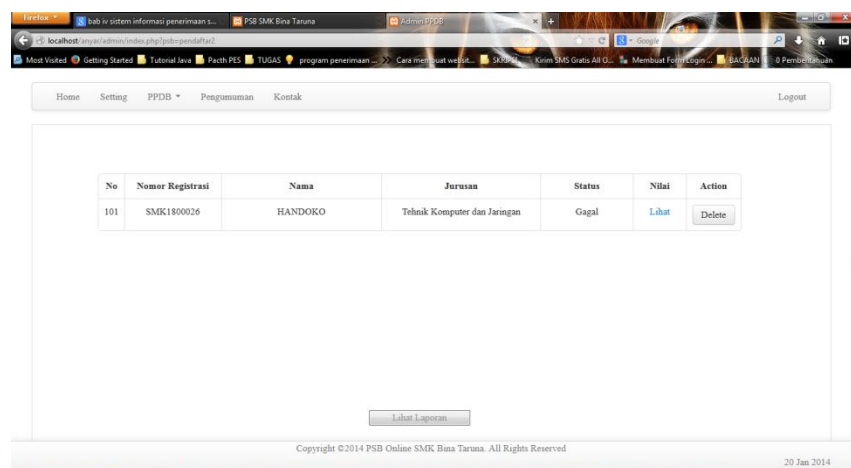 Firefox
bab iv sistem informasi penerimaan s...
PSB SMK Bina Taruna
Admin PPDB
localhost/anyar/admin/index.php?psb=pendaftar2
Google
Most Visited Getting Started Tutorial Java Pacth PES TUGAS program penerimaan ... Cara membuat websit... SKRIPSI Kirim SMS Gratis All O... Membuat Form Login ... BACAAN 0 Pemberitahuan
Home Setting PPDB Pengumuman Kontak Logout
No Nomor Registrasi Nama Jurusan Status Nilai Action
101 SMK1800026 HANDOKO Tehnik Komputer dan Jaringan Gagal Lihat Delete
Lihat Laporan
Copyright ©2014 PSB Online SMK Bina Taruna. All Rights Reserved
20 Jan 2014